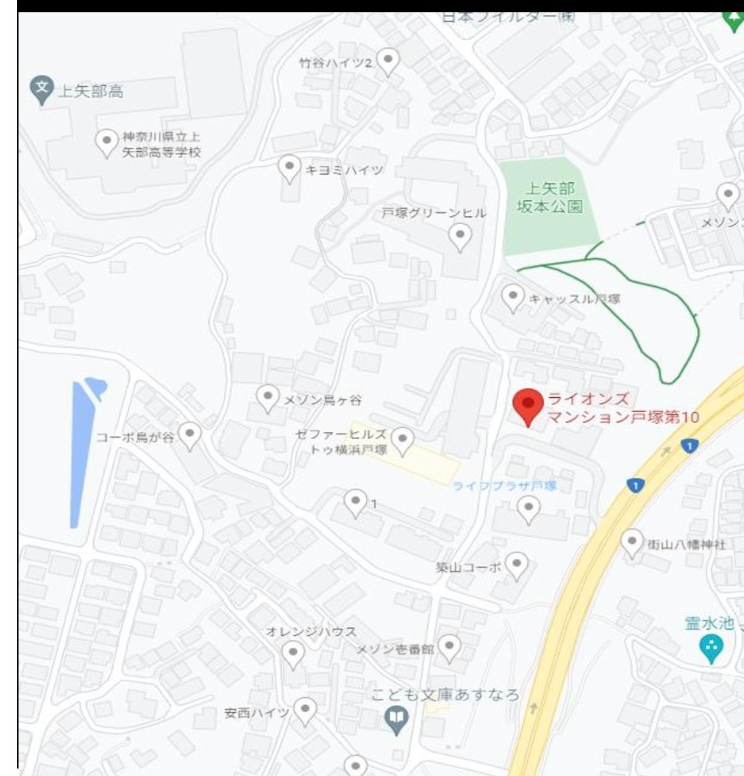 日本フイルター㈱
竹谷ハイツ2
文
上矢部高
神奈川県立上
矢部高等学校
キヨミハイツ
上矢部
坂本公園
戸塚グリーンヒル
メゾン
キャッスル戸塚
ライオンズ
マンション戸塚第10
メゾン鳥ヶ谷
コーポ鳥が谷
ゼファーヒルズ
トゥ横浜戸塚
1
1
ライフプラザ戸塚
1
街山八幡神社
築山コーポ
霊水池
オレンジハウス
メゾン壱番館
こども文庫あすなろ
安西ハイツ